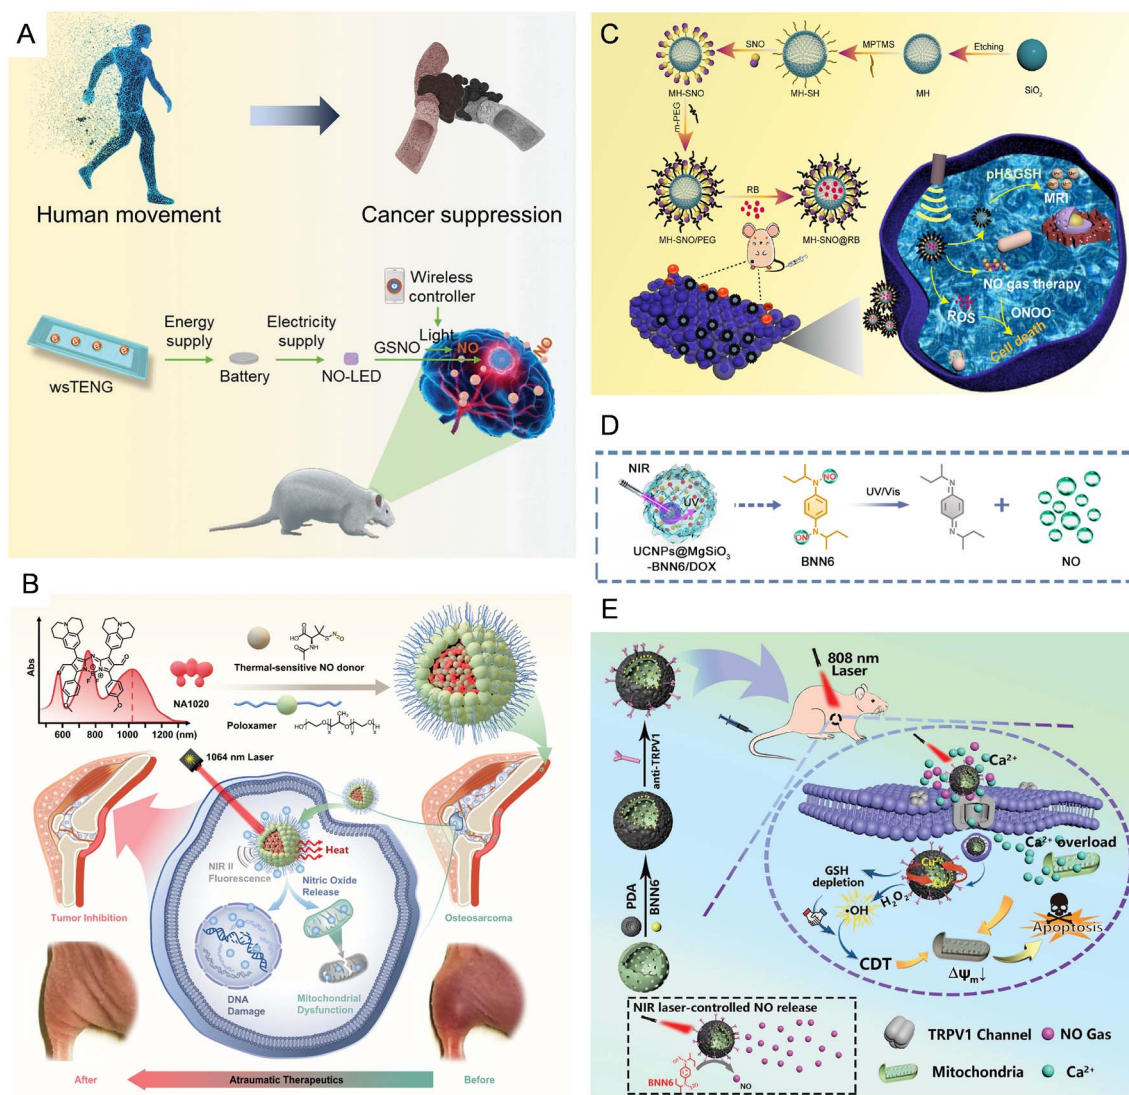 A
Human movement
Cancer suppression
Wireless
controller
Energy
supply
Electricity
supply
Light
GSNO
NO
NO
wsTENG
Battery
NO-LED
B
Abs
NA1020
600 800 1000 1200 (nm)
Thermal-sensitive NO donor
Poloxamer
1064 nm Laser
NIR II
Fluorescence
Heat
Nitric Oxide
Release
Tumor Inhibition
Osteosarcoma
DNA
Damage
Mitochondrial
Dysfunction
After
Atraumatic Therapeutics
Before
C
SNO
MPTMS
Etching
MH-SNO
MH-SH
MH
SiO₂
m-PEG
RB
MH-SNO/PEG
MH-SNO@RB
pH&GSH
MRI
NO gas therapy
ROS
ONOO⁻
Cell death
D
NIR
UV
UCNPs@MgSiO₃
-BNN6/DOX
NO
ON
BNN6
UV/Vis
+
NO
E
808 nm
Laser
anti-TRPV1
PDA
BNN6
Ca²⁺
Ca²⁺ overload
GSH
depletion
H₂O₂
•OH
CDT
ΔΨm↓
Apoptosis
NIR laser-controlled NO release
BNN6
NO
TRPV1 Channel
NO Gas
Mitochondria
Ca²⁺